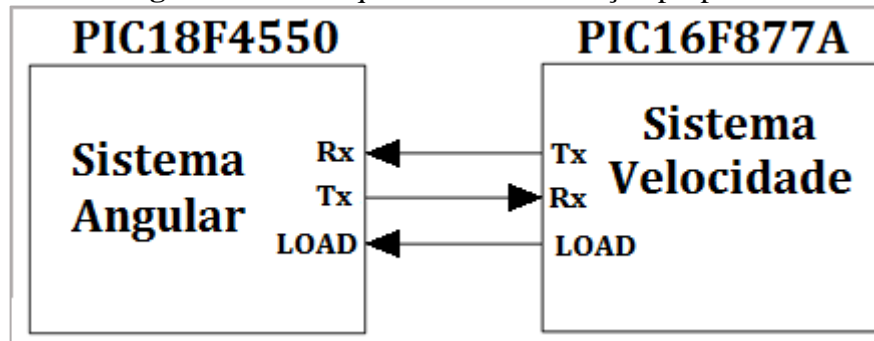 PIC18F4550
PIC16F877A
Sistema
Angular
Rx
Tx
LOAD
Tx
Rx
LOAD
Sistema
Velocidade